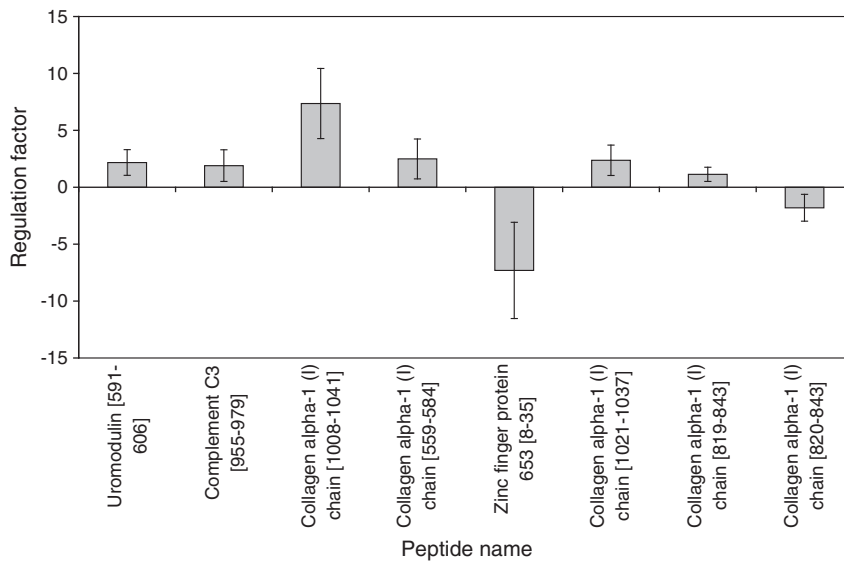 15
10
5
0
-5
-10
-15
Regulation factor
Uromodulin [591-
606]
Complement C3
[955-979]
Collagen alpha-1 (I)
chain [1008-1041]
Collagen alpha-1 (I)
chain [559-584]
Zinc finger protein
653 [8-35]
Collagen alpha-1 (I)
chain [1021-1037]
Collagen alpha-1 (I)
chain [819-843]
Collagen alpha-1 (I)
chain [820-843]
Peptide name